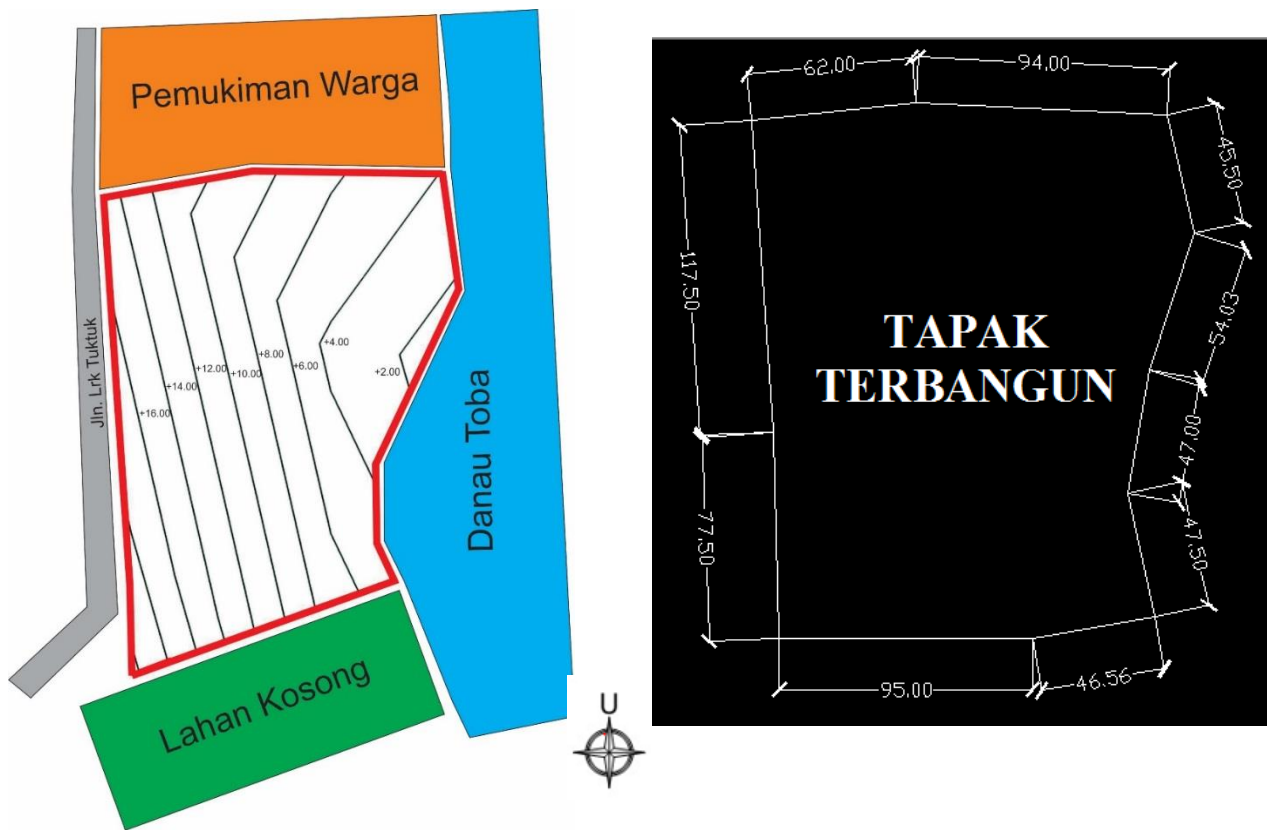 Pemukiman Warga
Jln. Lrk Tuktuk
+16.00
+14.00
+12.00
+10.00
+8.00
+6.00
+4.00
+2.00
Danau Toba
Lahan Kosong
U
62.00
94.00
45.50
117.50
54.03
TAPAK
TERBANGUN
47.00
77.50
47.50
95.00
46.56